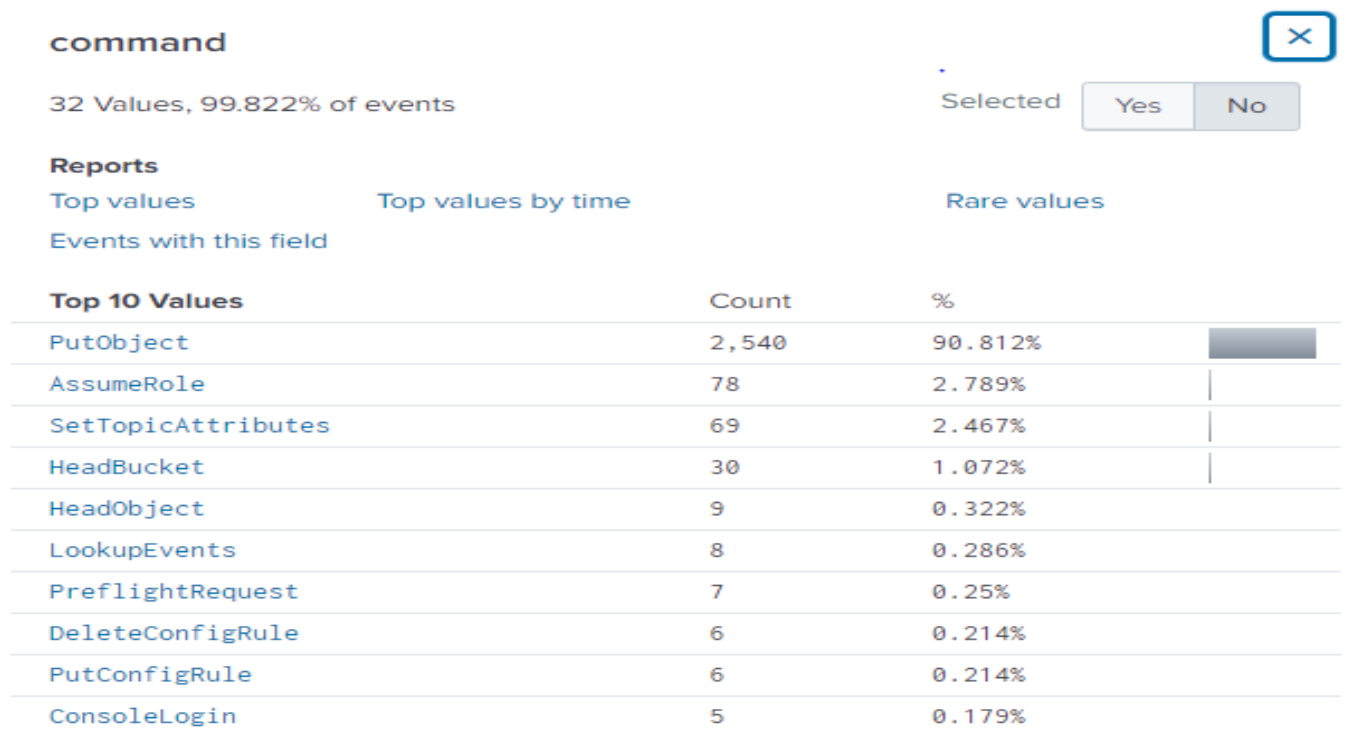 command
×
32 Values, 99.822% of events
Selected Yes No
Reports
Top values Top values by time Rare values
Events with this field
Top 10 Values Count %
PutObject 2,540 90.812%
AssumeRole 78 2.789%
SetTopicAttributes 69 2.467%
HeadBucket 30 1.072%
HeadObject 9 0.322%
LookupEvents 8 0.286%
PreflightRequest 7 0.25%
DeleteConfigRule 6 0.214%
PutConfigRule 6 0.214%
ConsoleLogin 5 0.179%